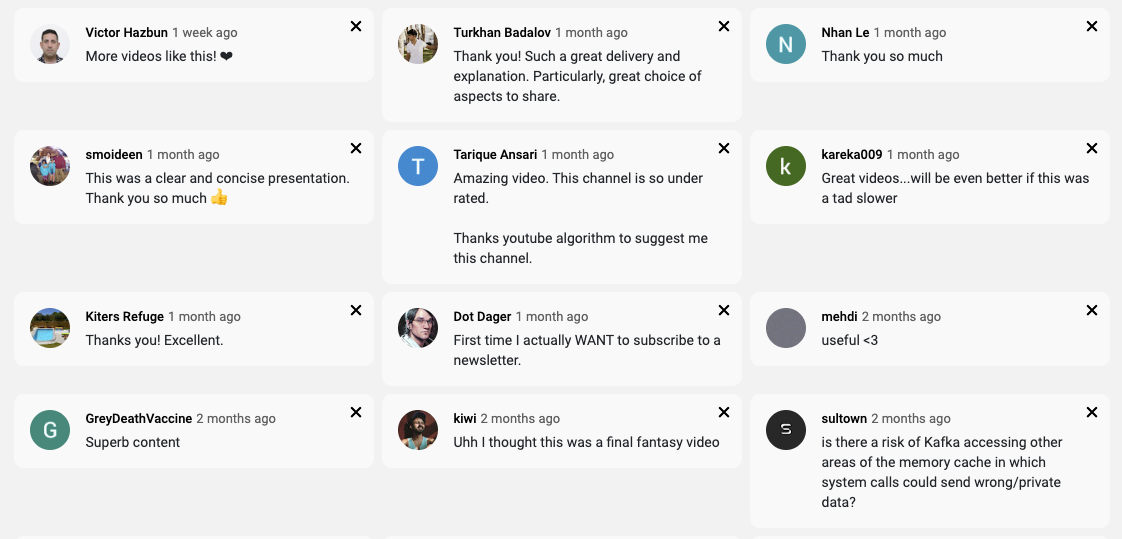 Victor Hazbun 1 week ago
More videos like this! ❤
Turkhan Badalov 1 month ago
Thank you! Such a great delivery and
explanation. Particularly, great choice of
aspects to share.
N
Nhan Le 1 month ago
Thank you so much
smoideen 1 month ago
This was a clear and concise presentation.
Thank you so much 👍
T
Tarique Ansari 1 month ago
Amazing video. This channel is so under
rated.
Thanks youtube algorithm to suggest me
this channel.
k
kareka009 1 month ago
Great videos...will be even better if this was
a tad slower
Kiters Refuge 1 month ago
Thanks you! Excellent.
Dot Dager 1 month ago
First time I actually WANT to subscribe to a
newsletter.
mehdi 2 months ago
useful <3
G
GreyDeathVaccine 2 months ago
Superb content
kiwi 2 months ago
Uhh I thought this was a final fantasy video
S
sultown 2 months ago
is there a risk of Kafka accessing other
areas of the memory cache in which
system calls could send wrong/private
data?